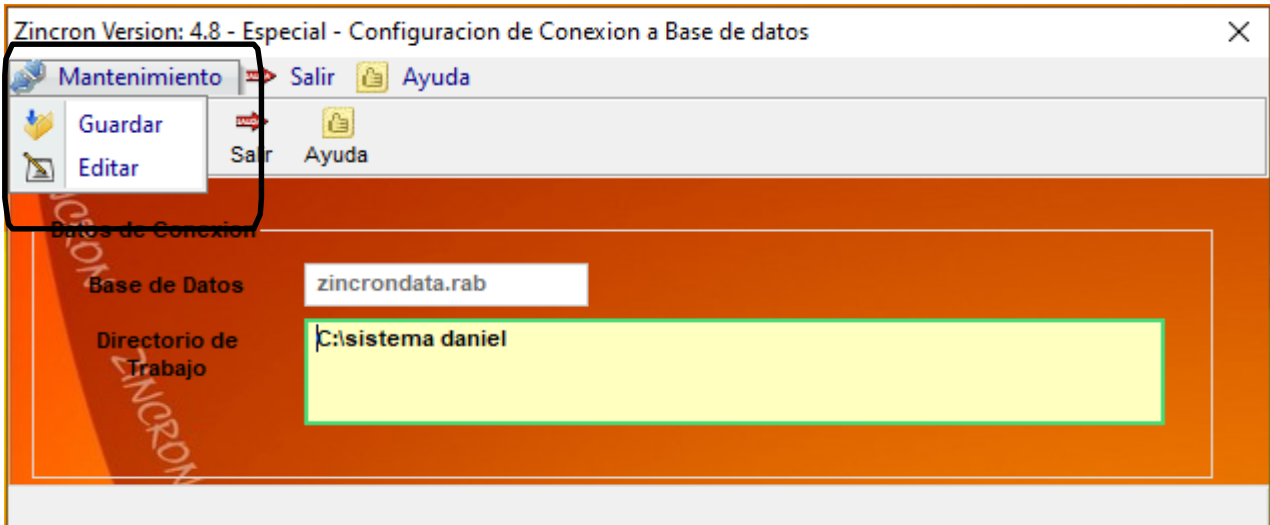 Zincron Version: 4.8 - Especial - Configuracion de Conexion a Base de datos
Mantenimiento Salir Ayuda
Guardar
Editar
Salir Ayuda
Datos de Conexion
Base de Datos zincrondata.rab
Directorio de Trabajo C:\sistema daniel
ZINCRON